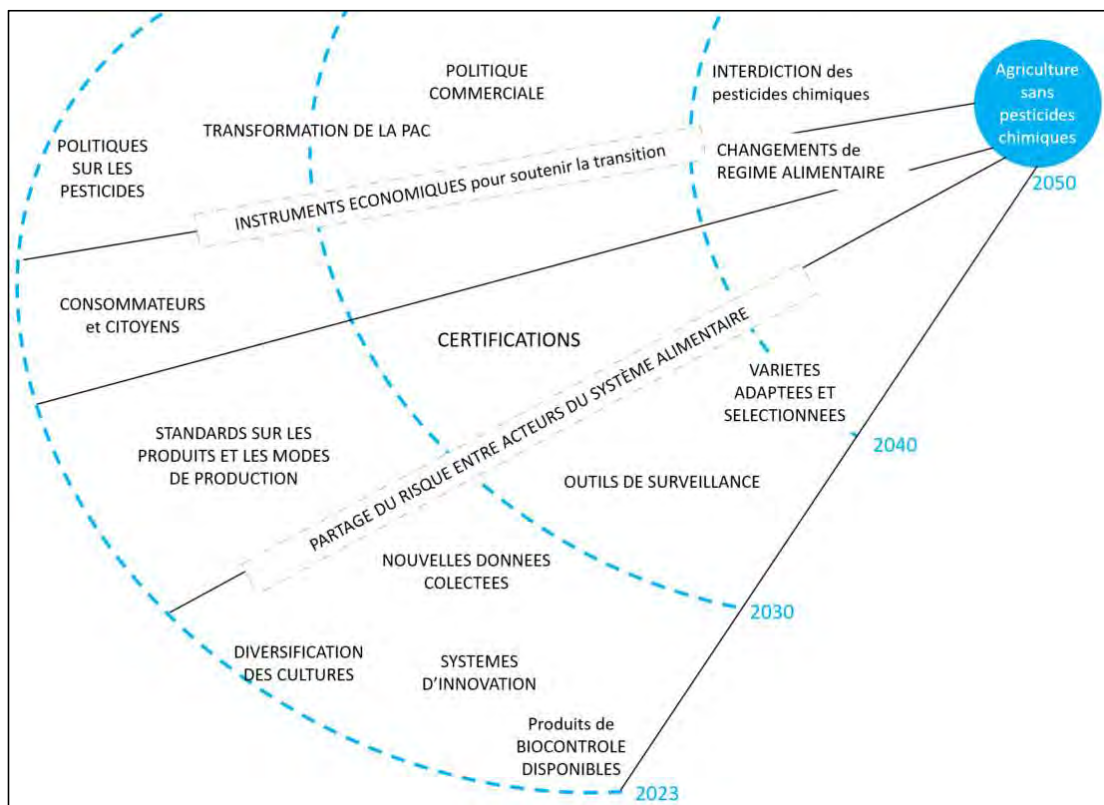 POLITIQUE
COMMERCIALE
INTERDICTION des
pesticides chimiques
Agriculture
sans
pesticides
chimiques
2050
TRANSFORMATION DE LA PAC
POLITIQUES
SUR LES
PESTICIDES
CHANGEMENTS de
REGIME ALIMENTAIRE
INSTRUMENTS ECONOMIQUES pour soutenir la transition
CONSOMMATEURS
et CITOYENS
CERTIFICATIONS
PARTAGE DU RISQUE ENTRE ACTEURS DU SYSTÈME ALIMENTAIRE
VARIETES
ADAPTEES ET
SELECTIONNEES
2040
STANDARDS SUR LES
PRODUITS ET LES MODES
DE PRODUCTION
OUTILS DE SURVEILLANCE
NOUVELLES DONNEES
COLECTEES
2030
DIVERSIFICATION
DES CULTURES
SYSTEMES
D'INNOVATION
Produits de
BIOCONTROLE
DISPONIBLES
2023